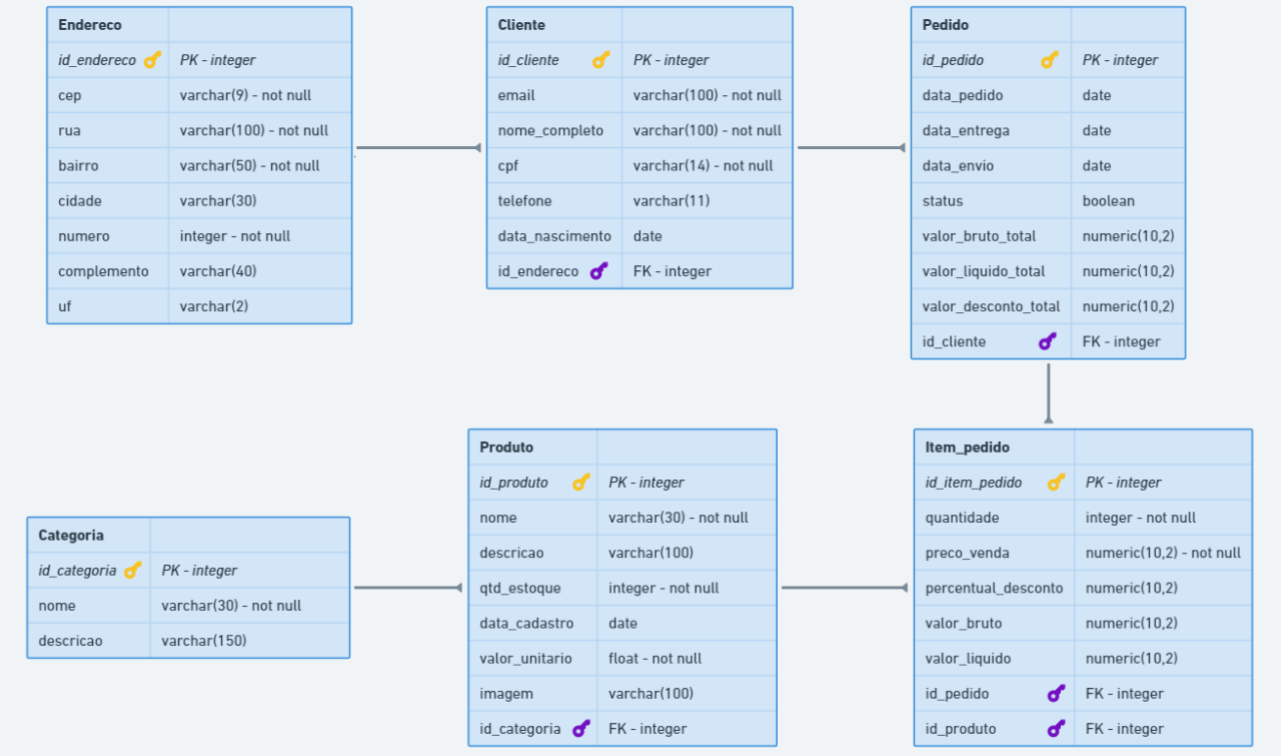 Endereco
id_endereco PK - integer
cep varchar(9) - not null
rua varchar(100) - not null
bairro varchar(50) - not null
cidade varchar(30)
numero integer - not null
complemento varchar(40)
uf varchar(2)
Cliente
id_cliente PK - integer
email varchar(100) - not null
nome_completo varchar(100) - not null
cpf varchar(14) - not null
telefone varchar(11)
data_nascimento date
id_endereco FK - integer
Pedido
id_pedido PK - integer
data_pedido date
data_entrega date
data_envio date
status boolean
valor_bruto_total numeric(10,2)
valor_liquido_total numeric(10,2)
valor_desconto_total numeric(10,2)
id_cliente FK - integer
Categoria
id_categoria PK - integer
nome varchar(30) - not null
descricao varchar(150)
Produto
id_produto PK - integer
nome varchar(30) - not null
descricao varchar(100)
qtd_estoque integer - not null
data_cadastro date
valor_unitario float - not null
imagem varchar(100)
id_categoria FK - integer
Item_pedido
id_item_pedido PK - integer
quantidade integer - not null
preco_venda numeric(10,2) - not null
percentual_desconto numeric(10,2)
valor_bruto numeric(10,2)
valor_liquido numeric(10,2)
id_pedido FK - integer
id_produto FK - integer